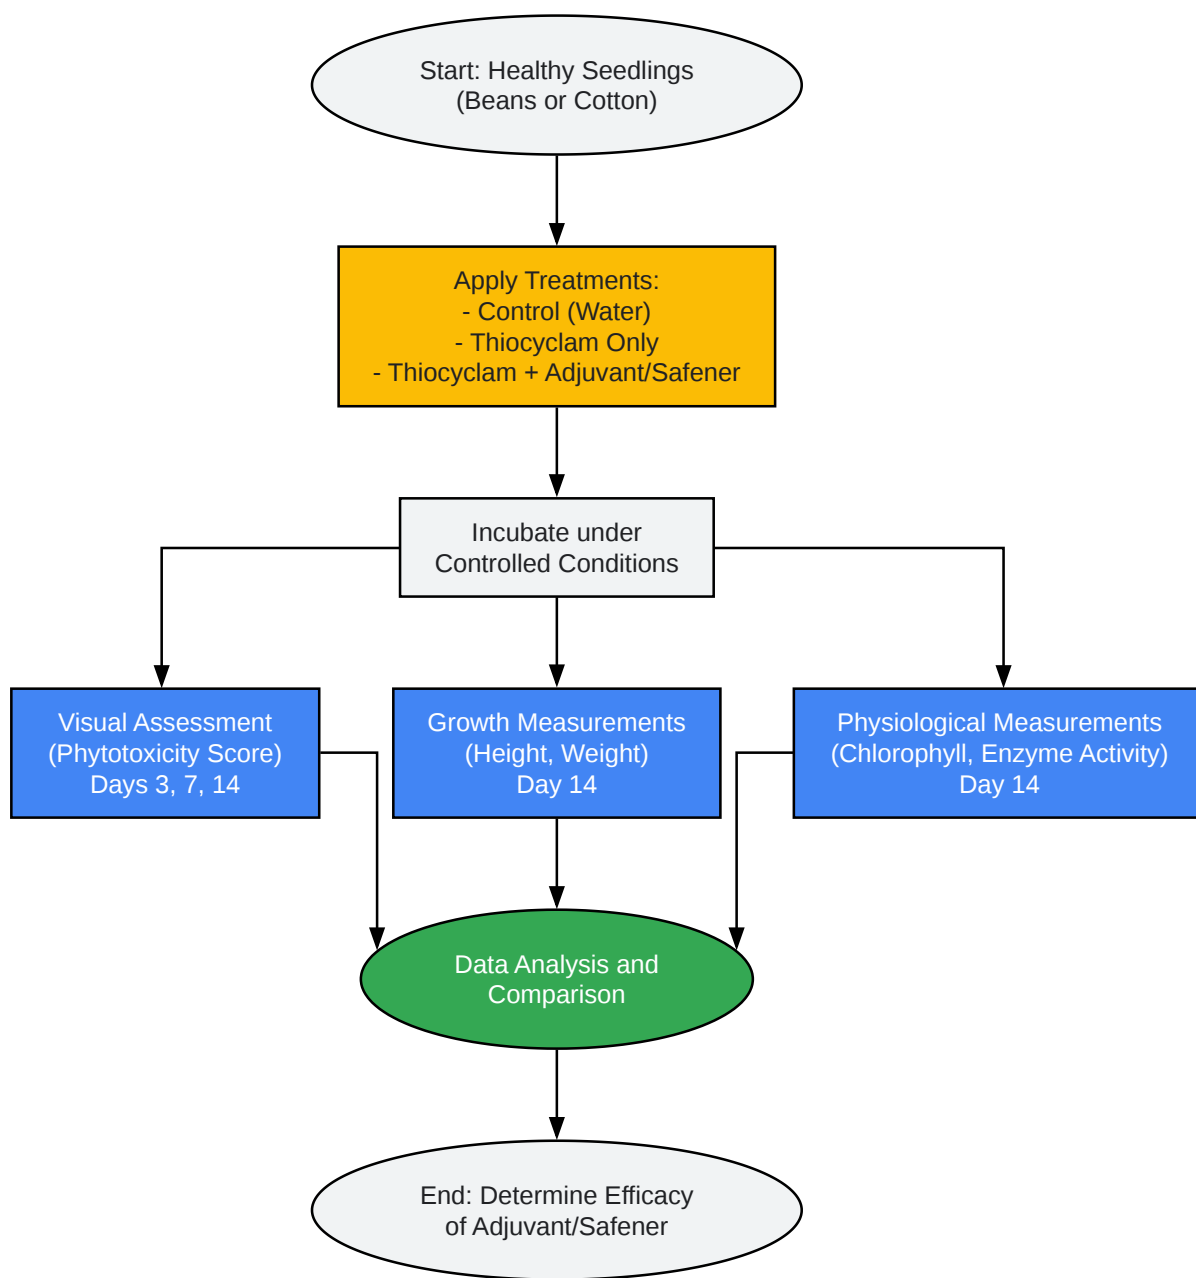 Start: Healthy Seedlings
(Beans or Cotton)
Apply Treatments:
- Control (Water)
- Thiocyclam Only
- Thiocyclam + Adjuvant/Safener
Incubate under
Controlled Conditions
Visual Assessment
(Phytotoxicity Score)
Days 3, 7, 14
Growth Measurements
(Height, Weight)
Day 14
Physiological Measurements
(Chlorophyll, Enzyme Activity)
Day 14
Data Analysis and
Comparison
End: Determine Efficacy
of Adjuvant/Safener